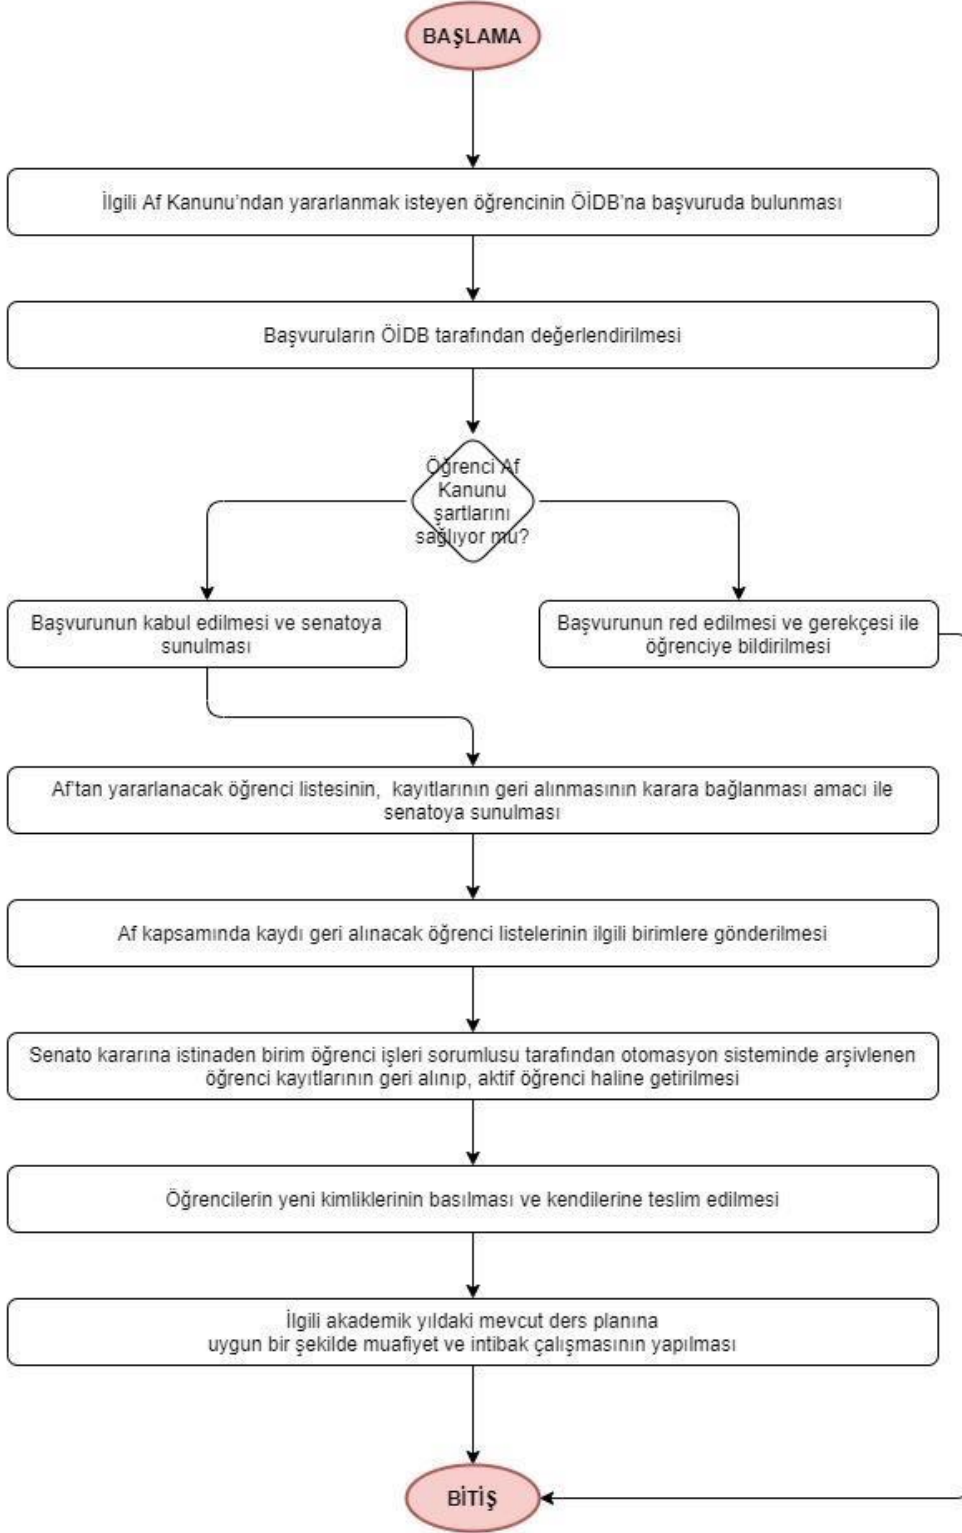 BAŞLAMA
İlgili Af Kanunu'ndan yararlanmak isteyen öğrencinin ÖİDB'na başvuruda bulunması
Başvuruların ÖİDB tarafından değerlendirilmesi
Öğrenci Af
Kanunu
şartlarını
sağlıyor mu?
Başvurunun kabul edilmesi ve senatoya
sunulması
Başvurunun red edilmesi ve gerekçesi ile
öğrenciye bildirilmesi
Af'tan yararlanacak öğrenci listesinin,  kayıtlarının geri alınmasının karara bağlanması amacı ile
senatoya sunulması
Af kapsamında kaydı geri alınacak öğrenci listelerinin ilgili birimlere gönderilmesi
Senato kararına istinaden birim öğrenci işleri sorumlusu tarafından otomasyon sisteminde arşivlenen
öğrenci kayıtlarının geri alınıp, aktif öğrenci haline getirilmesi
Öğrencilerin yeni kimliklerinin basılması ve kendilerine teslim edilmesi
İlgili akademik yıldaki mevcut ders planına
uygun bir şekilde muafiyet ve intibak çalışmasının yapılması
BİTİŞ